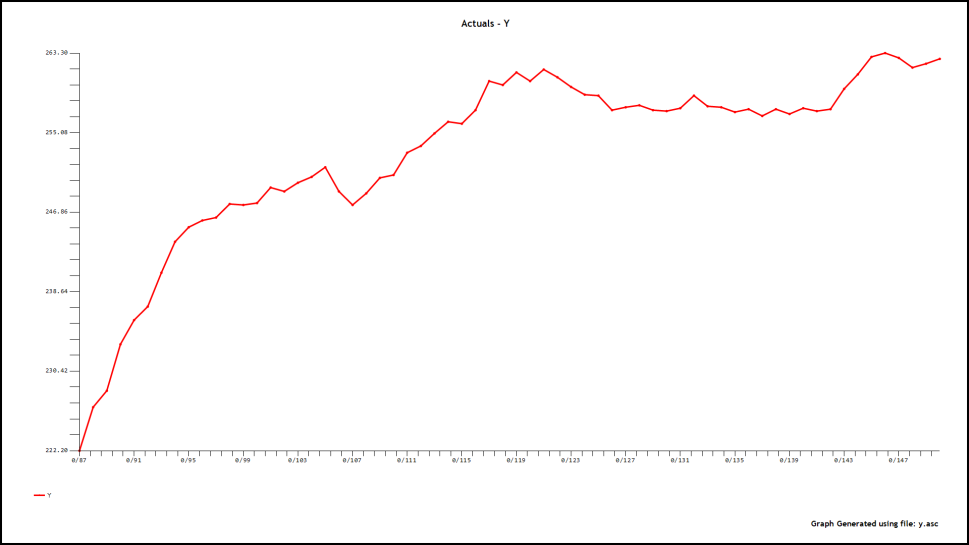 Actuals - Y
263.30
255.08
246.86
238.64
230.42
222.20
0/87 0/91 0/95 0/99 0/103 0/107 0/111 0/115 0/119 0/123 0/127 0/131 0/135 0/139 0/143 0/147
Y
Graph Generated using file: y.asc